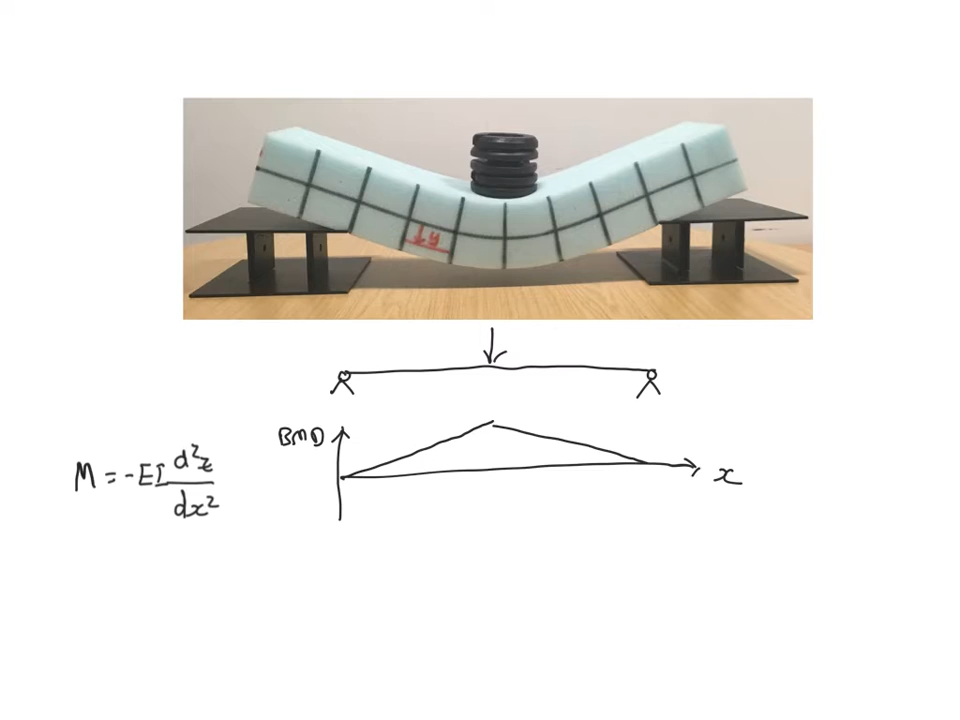 ↓y
BMD
M = -EI d²z/dx²
x